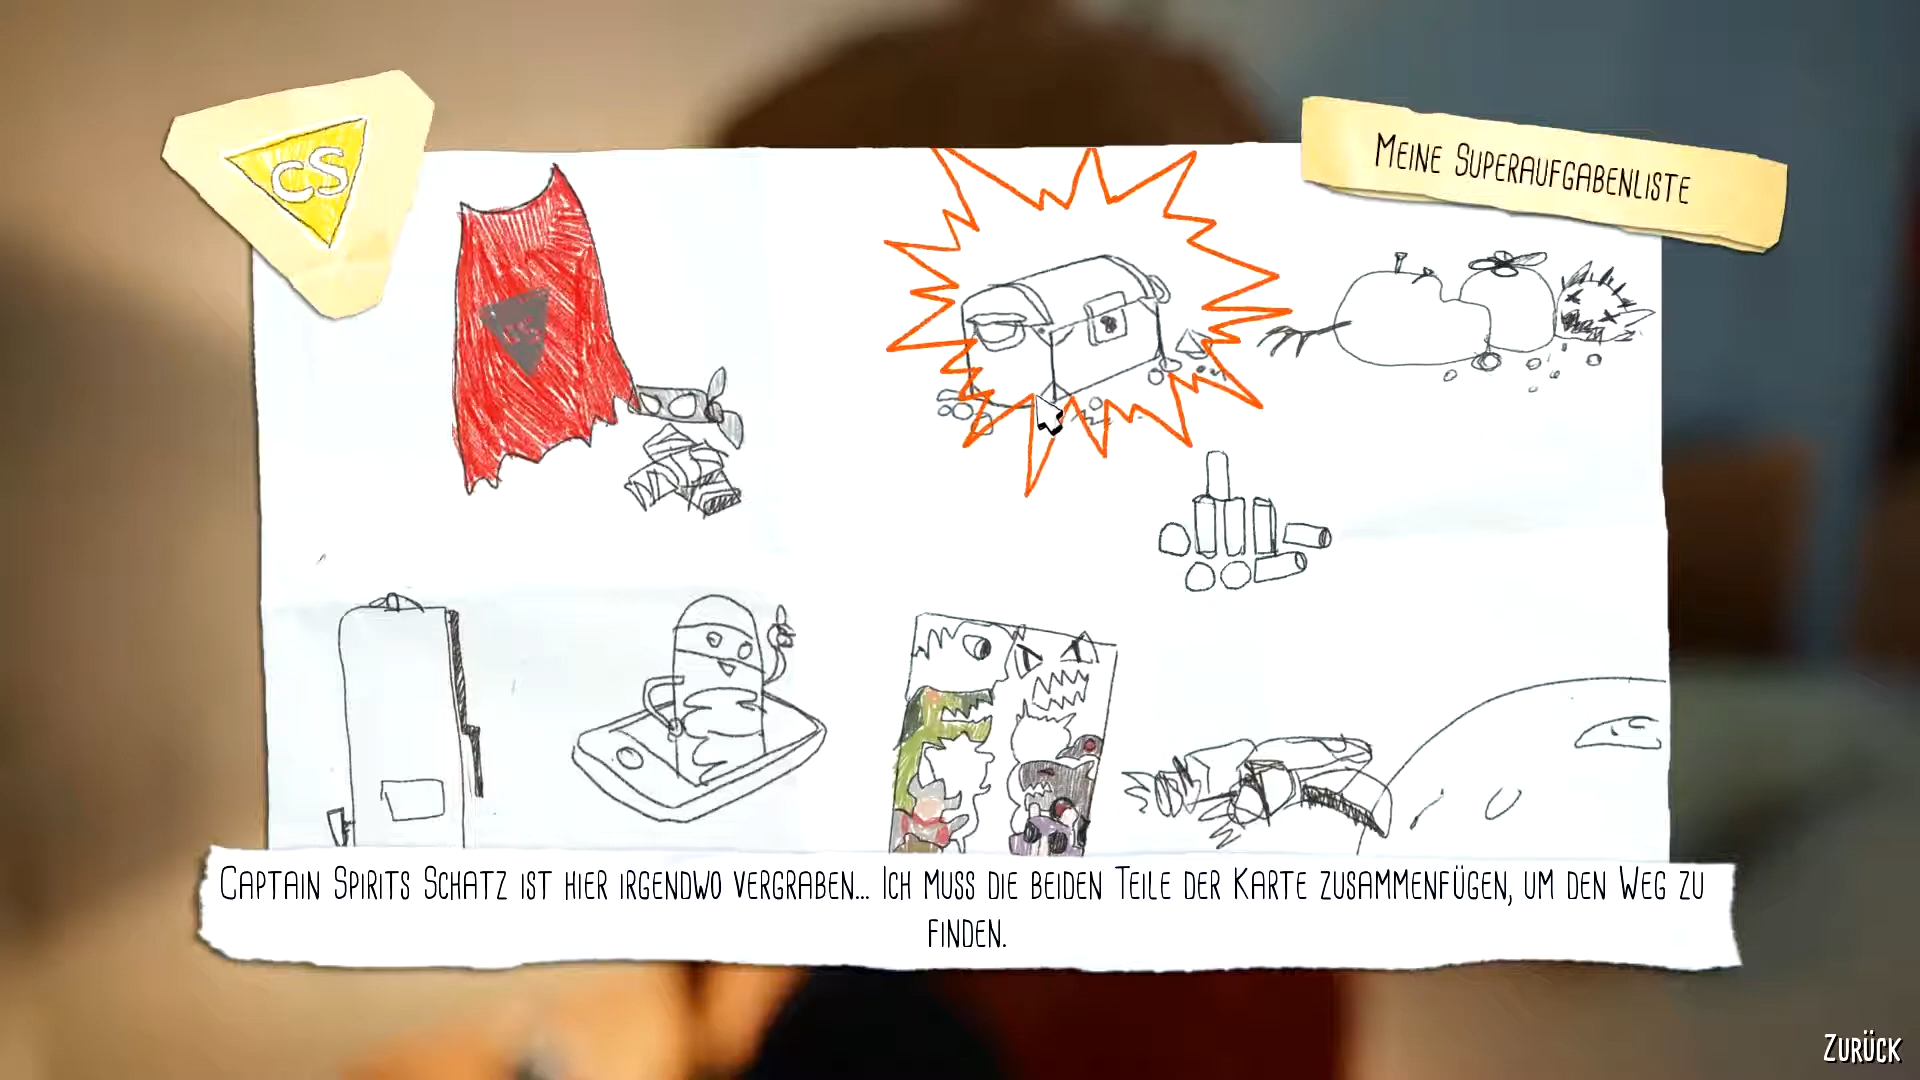 CS
Meine Superaufgabenliste
CS
Captain Spirits Schatz ist hier irgendwo vergraben... Ich muss die beiden Teile der Karte zusammenfügen, um den Weg zu
finden.
Zurück